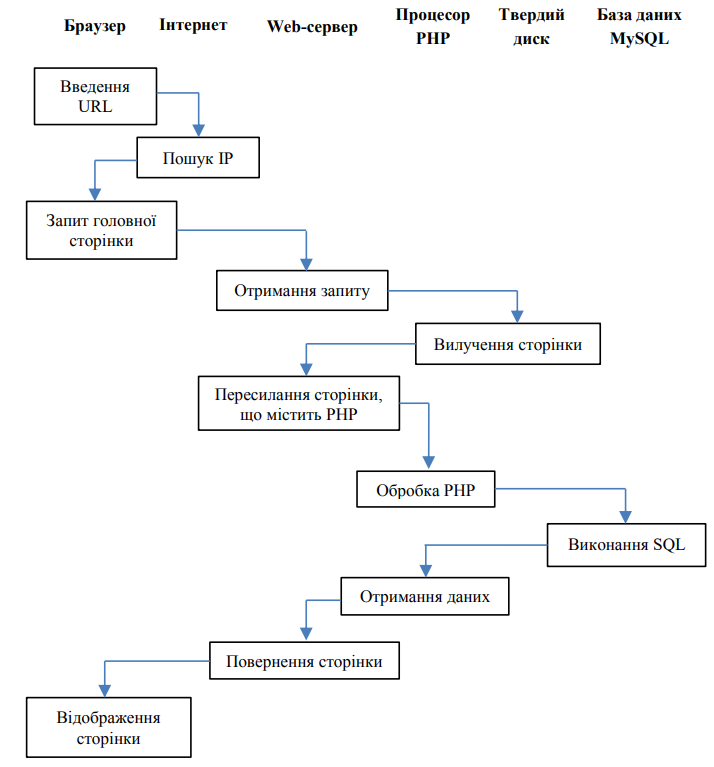 Браузер Інтернет Web-сервер Процесор PHP Твердий диск База даних MySQL
Введення
URL
Пошук IP
Запит головної
сторінки
Отримання запиту
Вилучення сторінки
Пересилання сторінки,
що містить PHP
Обробка PHP
Виконання SQL
Отримання даних
Повернення сторінки
Відображення
сторінки